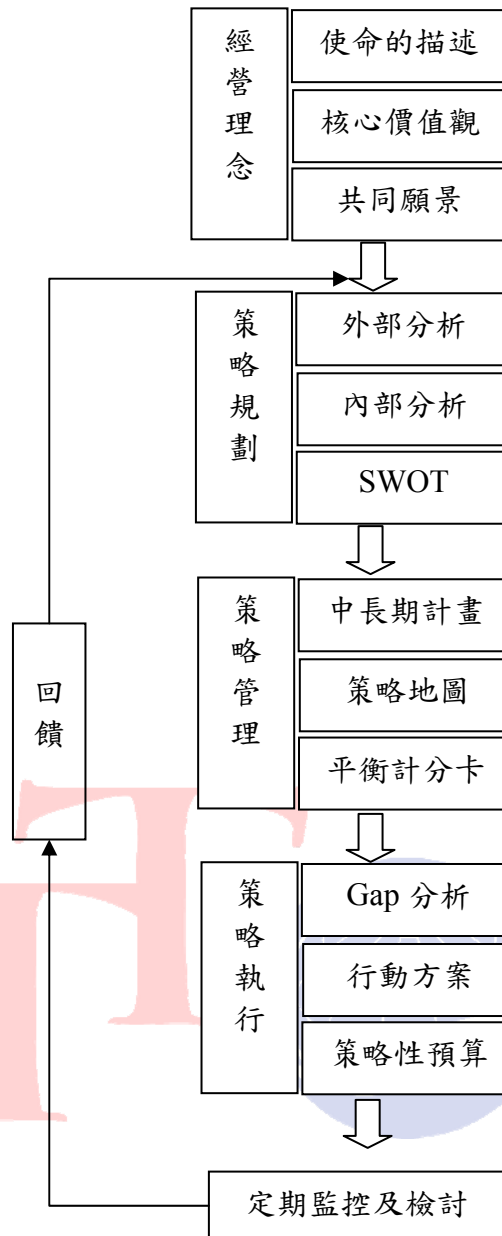 經營理念
使命的描述
核心價值觀
共同願景
策略規劃
外部分析
內部分析
SWOT
策略管理
中長期計畫
策略地圖
平衡計分卡
回饋
策略執行
Gap 分析
行動方案
策略性預算
定期監控及檢討